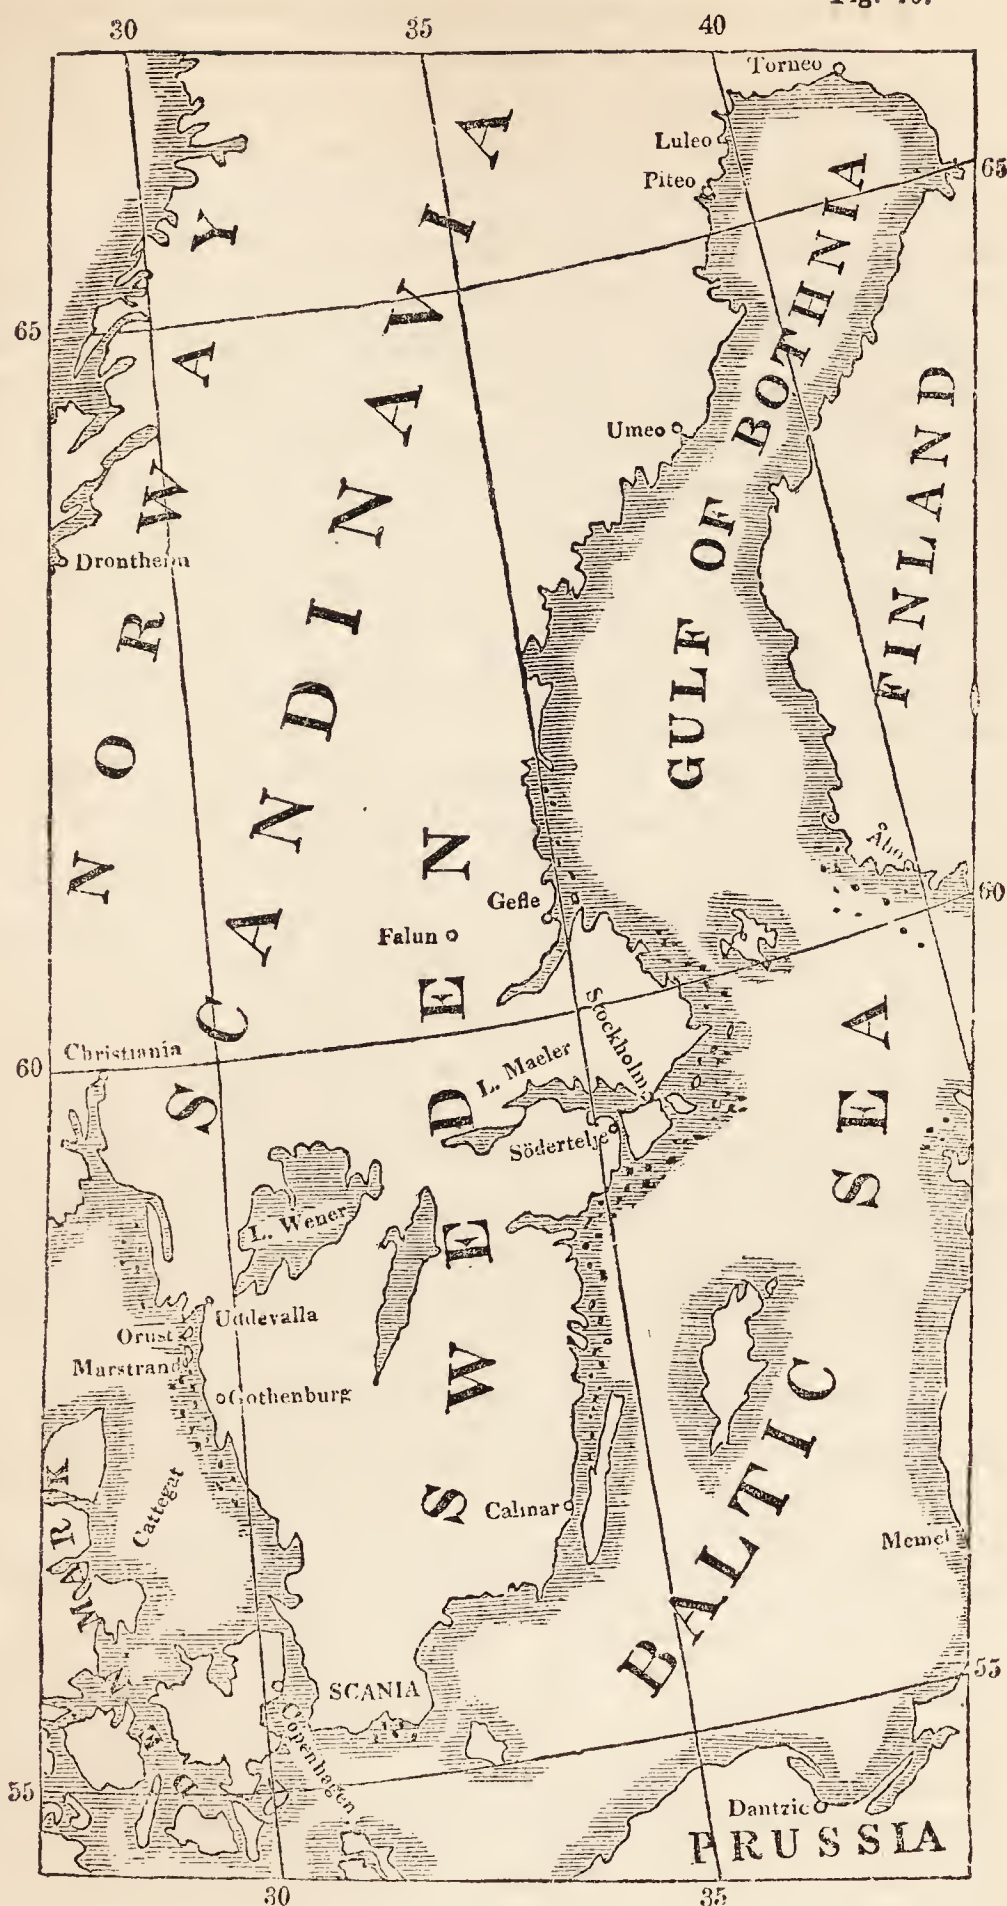 30 35 40
Torneo
Luleo
Piteo
65
65
NORWAY
SCANDINAVIA
GULF OF BOTHNIA
Umeo
FINLAND
Drontheim
Åbo
Gefle
60
Falun
SWEDEN
Christiania
60
Stockholm
L. Maeler
Södertelje
L. Wener
BALTIC SEA
Uddevalla
Orust
Marstrand
Gothenburg
Cattegat
DENMARK
Calmar
Memel
55
SCANIA
Copenhagen
55
Dantzic
PRUSSIA
30 35